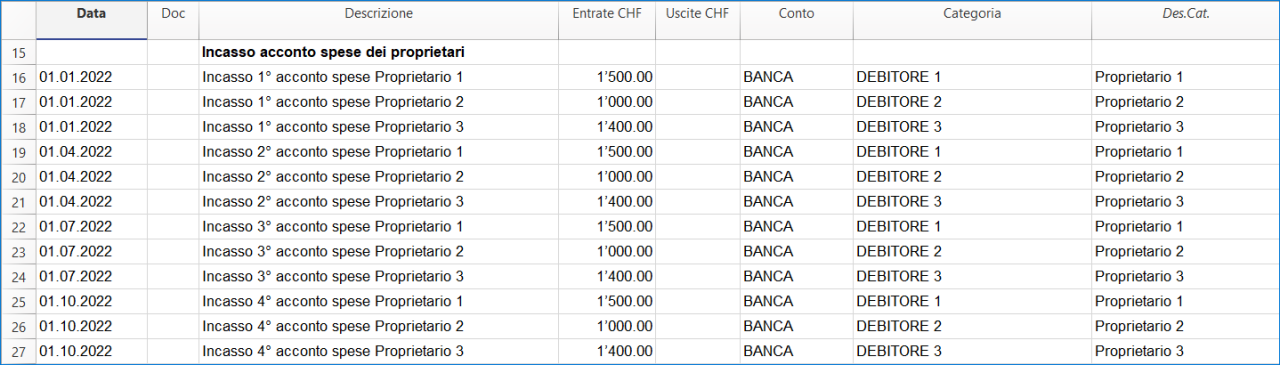 Data Doc Descrizione Entrate CHF Uscite CHF Conto Categoria Des.Cat.
15 Incasso acconto spese dei proprietari
16 01.01.2022 Incasso 1° acconto spese Proprietario 1 1’500.00 BANCA DEBITORE 1 Proprietario 1
17 01.01.2022 Incasso 1° acconto spese Proprietario 2 1’000.00 BANCA DEBITORE 2 Proprietario 2
18 01.01.2022 Incasso 1° acconto spese Proprietario 3 1’400.00 BANCA DEBITORE 3 Proprietario 3
19 01.04.2022 Incasso 2° acconto spese Proprietario 1 1’500.00 BANCA DEBITORE 1 Proprietario 1
20 01.04.2022 Incasso 2° acconto spese Proprietario 2 1’000.00 BANCA DEBITORE 2 Proprietario 2
21 01.04.2022 Incasso 2° acconto spese Proprietario 3 1’400.00 BANCA DEBITORE 3 Proprietario 3
22 01.07.2022 Incasso 3° acconto spese Proprietario 1 1’500.00 BANCA DEBITORE 1 Proprietario 1
23 01.07.2022 Incasso 3° acconto spese Proprietario 2 1’000.00 BANCA DEBITORE 2 Proprietario 2
24 01.07.2022 Incasso 3° acconto spese Proprietario 3 1’400.00 BANCA DEBITORE 3 Proprietario 3
25 01.10.2022 Incasso 4° acconto spese Proprietario 1 1’500.00 BANCA DEBITORE 1 Proprietario 1
26 01.10.2022 Incasso 4° acconto spese Proprietario 2 1’000.00 BANCA DEBITORE 2 Proprietario 2
27 01.10.2022 Incasso 4° acconto spese Proprietario 3 1’400.00 BANCA DEBITORE 3 Proprietario 3